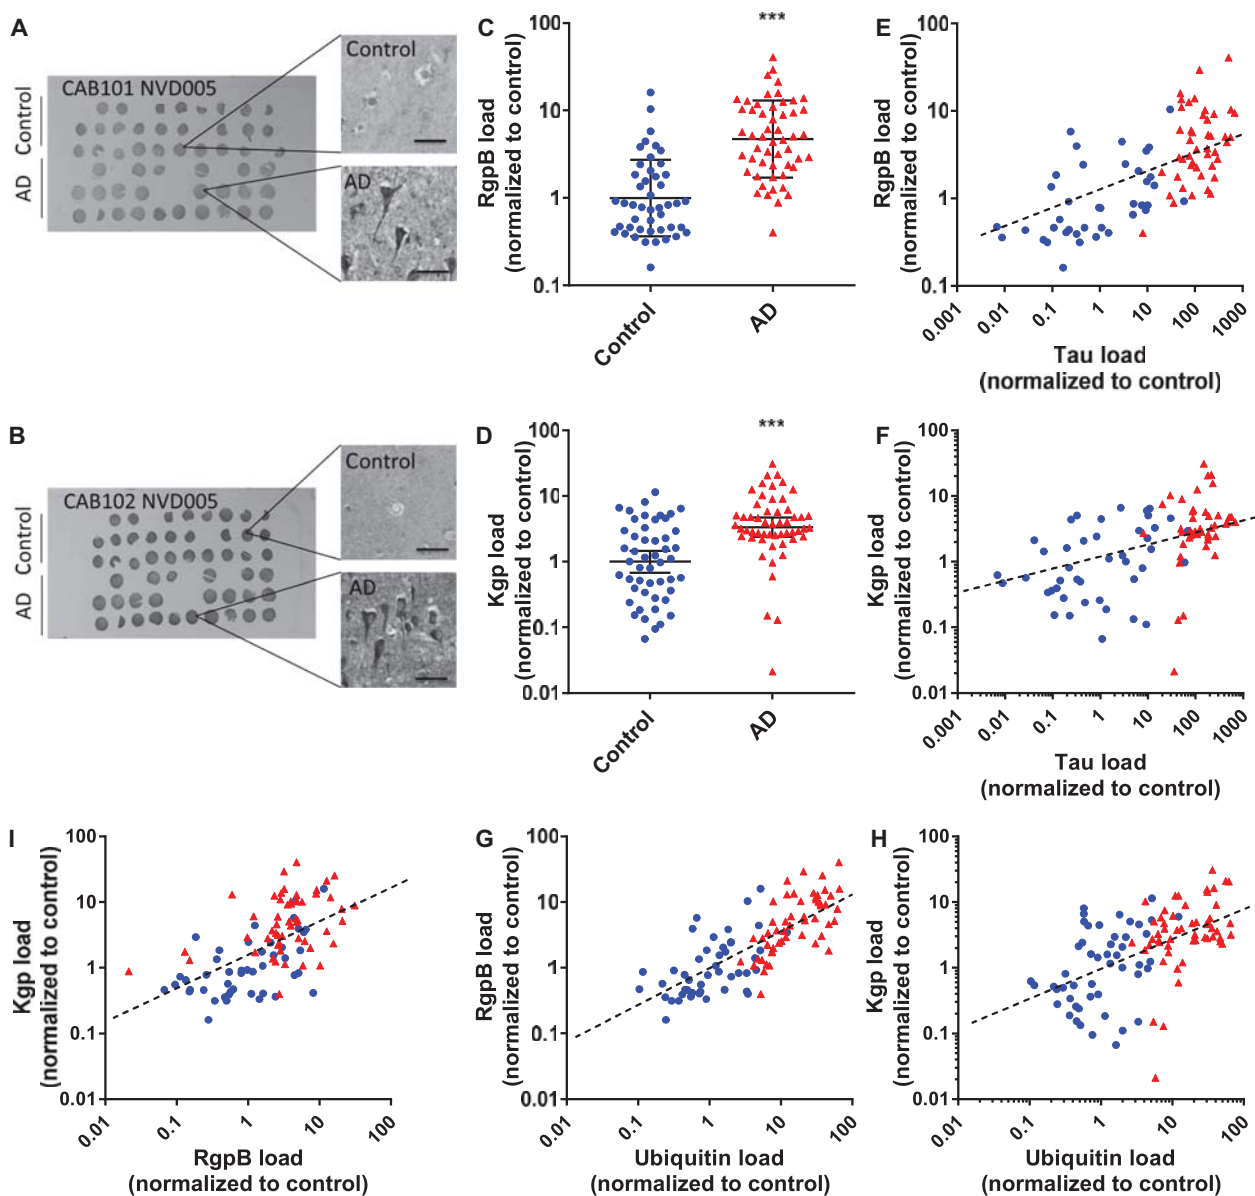 A
CAB101 NVD005
Control
AD
Control
AD
C
***
RgpB load
(normalized to control)
100
10
1
0.1
Control
AD
E
RgpB load
(normalized to control)
100
10
1
0.1
0.001
0.01
0.1
1
10
100
1000
Tau load
(normalized to control)
B
CAB102 NVD005
Control
AD
Control
AD
D
***
Kgp load
(normalized to control)
100
10
1
0.1
0.01
Control
AD
F
Kgp load
(normalized to control)
100
10
1
0.1
0.01
0.001
0.01
0.1
1
10
100
1000
Tau load
(normalized to control)
I
Kgp load
(normalized to control)
100
10
1
0.1
0.01
0.01
0.1
1
10
100
RgpB load
(normalized to control)
G
RgpB load
(normalized to control)
100
10
1
0.1
0.01
0.01
0.1
1
10
100
Ubiquitin load
(normalized to control)
H
Kgp load
(normalized to control)
100
10
1
0.1
0.01
0.01
0.1
1
10
100
Ubiquitin load
(normalized to control)